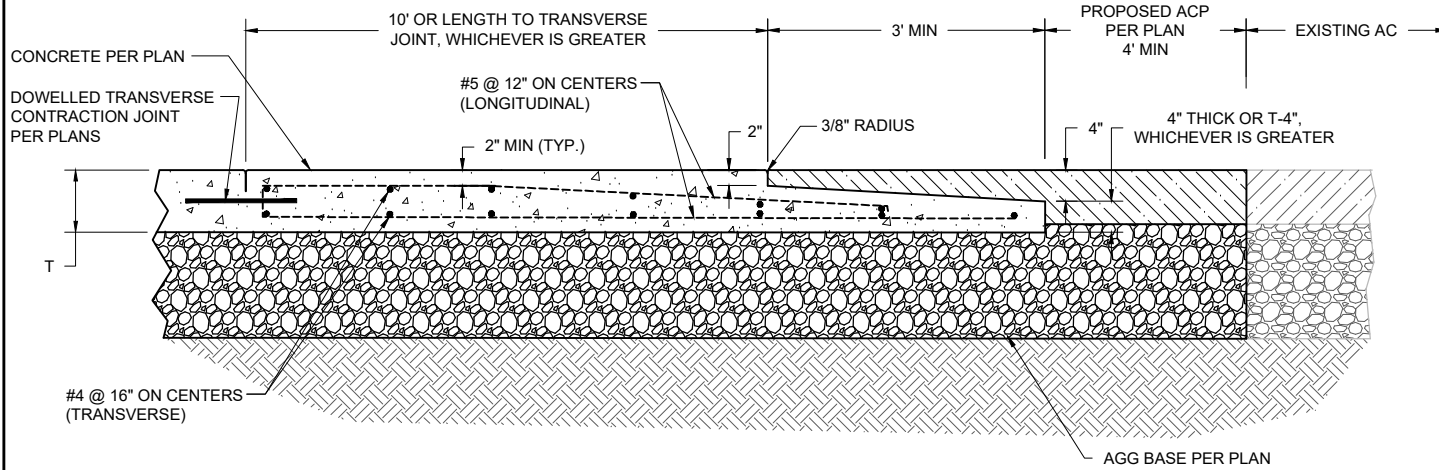 10' OR LENGTH TO TRANSVERSE
JOINT, WHICHEVER IS GREATER
3' MIN
PROPOSED ACP
PER PLAN
4' MIN
EXISTING AC
CONCRETE PER PLAN
DOWELLED TRANSVERSE
CONTRACTION JOINT
PER PLANS
#5 @ 12" ON CENTERS
(LONGITUDINAL)
2" MIN (TYP.)
2"
3/8" RADIUS
4"
4" THICK OR T-4",
WHICHEVER IS GREATER
T
#4 @ 16" ON CENTERS
(TRANSVERSE)
AGG BASE PER PLAN